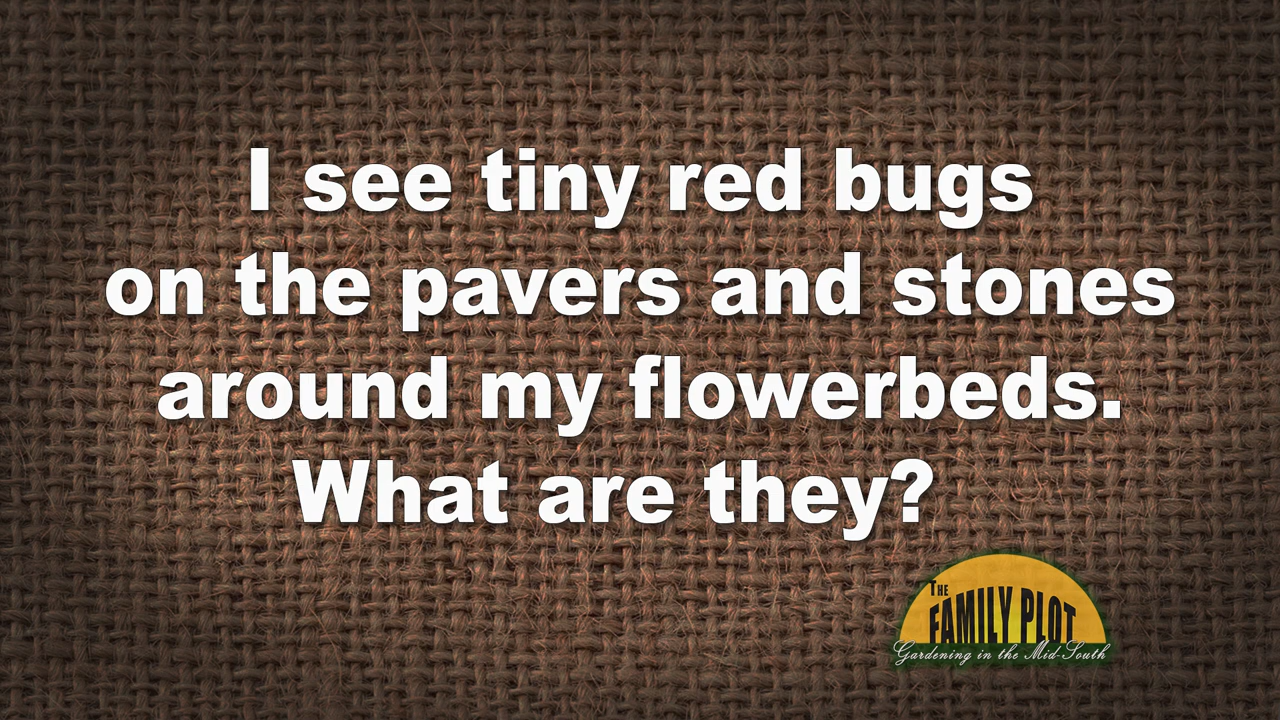 I see tiny red bugs
on the pavers and stones
around my flowerbeds.
What are they?
THE
FAMILY PLOT
Gardening in the Mid-South